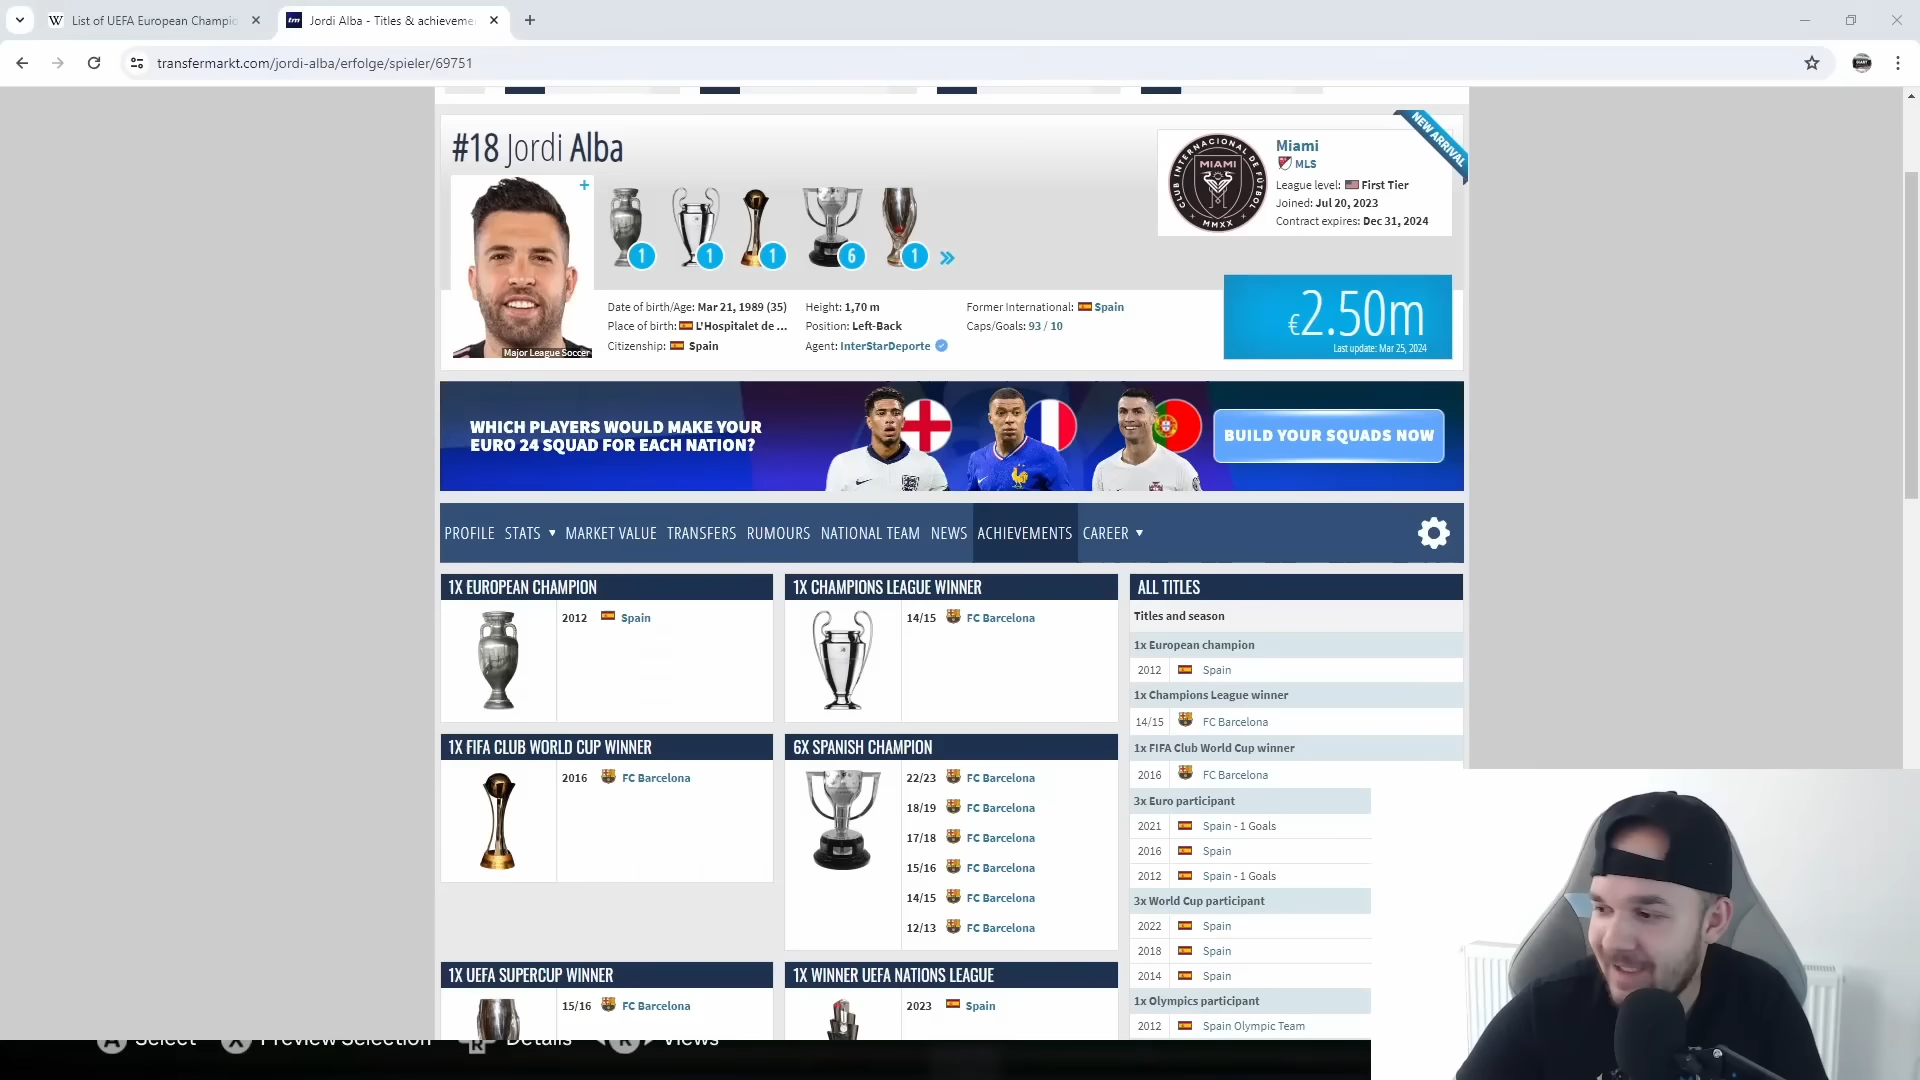 List of UEFA European Champio
Jordi Alba - Titles & achieveme
transfermarkt.com/jordi-alba/erfolge/spieler/69751
#18 Jordi Alba
NEW ARRIVAL
Miami
MLS
League level: First Tier
Joined: Jul 20, 2023
Contract expires: Dec 31, 2024
CLUB INTERNACIONAL DE FÚTBOL
MIAMI
MMXX
+
1
1
1
6
1
Major League Soccer
Date of birth/Age: Mar 21, 1989 (35)
Place of birth: L'Hospitalet de ...
Citizenship: Spain
Height: 1,70 m
Position: Left-Back
Agent: InterStarDeporte
Former International: Spain
Caps/Goals: 93 / 10
€2.50m
Last update: Mar 25, 2024
WHICH PLAYERS WOULD MAKE YOUR
EURO 24 SQUAD FOR EACH NATION?
BUILD YOUR SQUADS NOW
PROFILE STATS MARKET VALUE TRANSFERS RUMOURS NATIONAL TEAM NEWS ACHIEVEMENTS CAREER
1X EUROPEAN CHAMPION
2012 Spain
1X CHAMPIONS LEAGUE WINNER
14/15 FC Barcelona
1X FIFA CLUB WORLD CUP WINNER
2016 FC Barcelona
6X SPANISH CHAMPION
22/23 FC Barcelona
18/19 FC Barcelona
17/18 FC Barcelona
15/16 FC Barcelona
14/15 FC Barcelona
12/13 FC Barcelona
1X UEFA SUPERCUP WINNER
15/16 FC Barcelona
1X WINNER UEFA NATIONS LEAGUE
2023 Spain
ALL TITLES
Titles and season
1x European champion
2012 Spain
1x Champions League winner
14/15 FC Barcelona
1x FIFA Club World Cup winner
2016 FC Barcelona
3x Euro participant
2021 Spain - 1 Goals
2016 Spain
2012 Spain - 1 Goals
3x World Cup participant
2022 Spain
2018 Spain
2014 Spain
1x Olympics participant
2012 Spain Olympic Team
A Select X Preview Selection R Details R Views